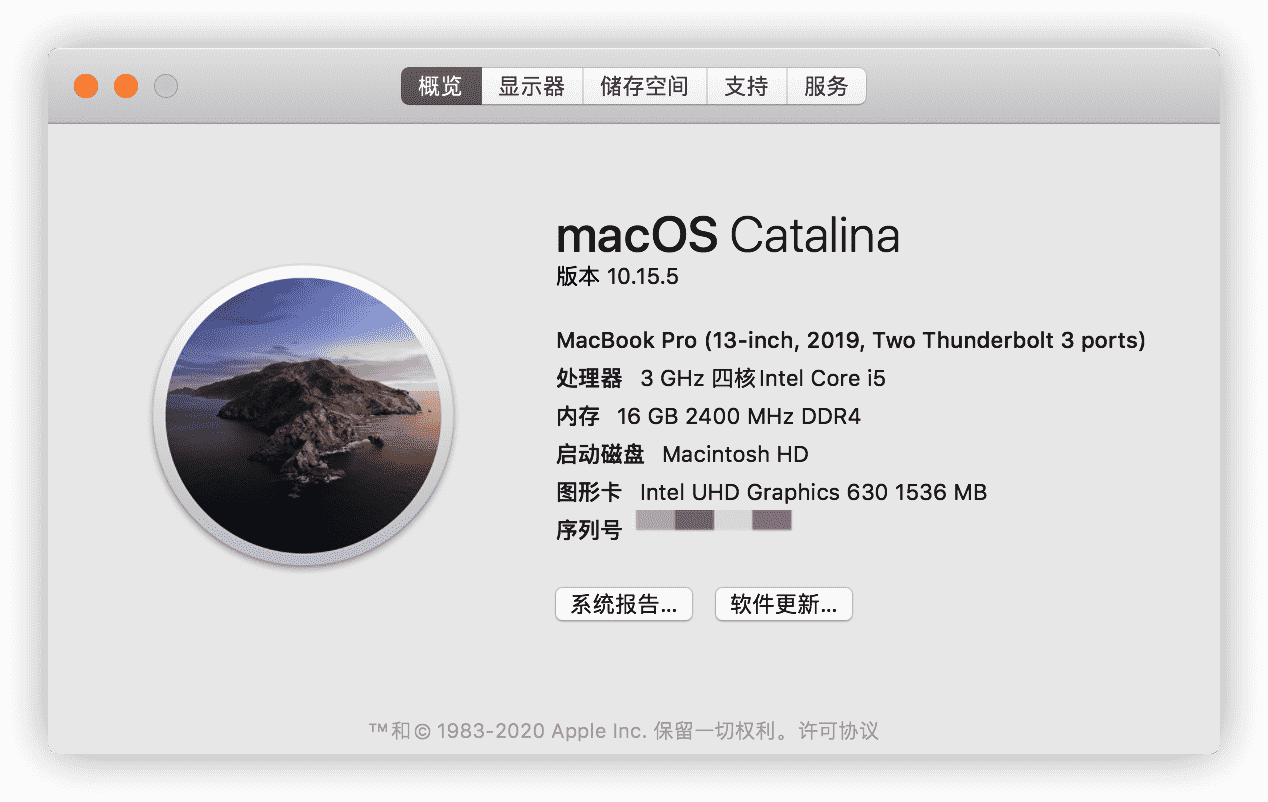 概览 显示器 储存空间 支持 服务
macOS Catalina
版本 10.15.5
MacBook Pro (13-inch, 2019, Two Thunderbolt 3 ports)
处理器 3 GHz 四核Intel Core i5
内存 16 GB 2400 MHz DDR4
启动磁盘 Macintosh HD
图形卡 Intel UHD Graphics 630 1536 MB
序列号
系统报告... 软件更新...
™和© 1983-2020 Apple Inc. 保留一切权利。许可协议